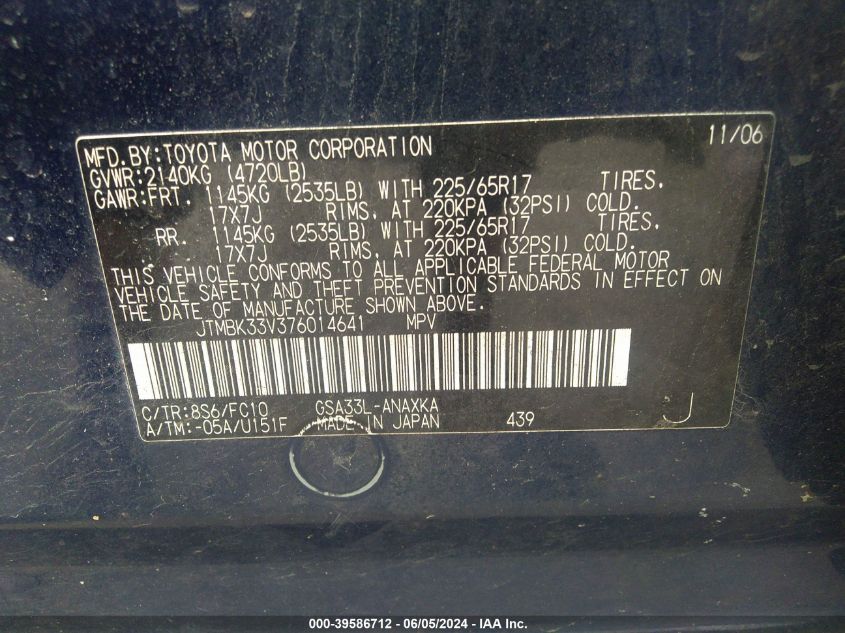 MFD.BY:TOYOTA MOTOR CORPORATION 11/06
GVWR:2140KG (4720LB)
GAWR:FRT. 1145KG (2535LB) WITH 225/65R17 TIRES,
17X7J RIMS, AT 220KPA (32PSI) COLD.
RR. 1145KG (2535LB) WITH 225/65R17 TIRES,
17X7J RIMS, AT 220KPA (32PSI) COLD.
THIS VEHICLE CONFORMS TO ALL APPLICABLE FEDERAL MOTOR
VEHICLE SAFETY AND THEFT PREVENTION STANDARDS IN EFFECT ON
THE DATE OF MANUFACTURE SHOWN ABOVE.
JTMBK33V376014641 MPV
C/TR:8S6/FC10 GSA33L-ANAXKA
A/TM:-05A/U151F MADE IN JAPAN 439 J
000-39586712 - 06/05/2024 - IAA Inc.